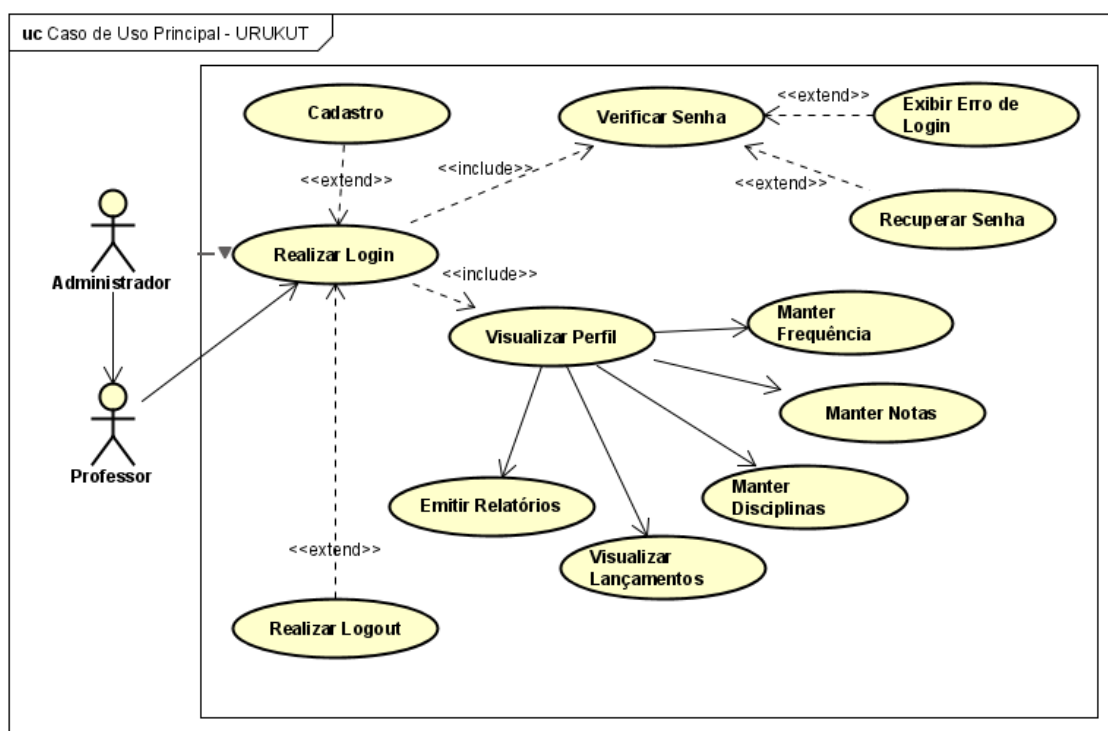 uc Caso de Uso Principal - URUKUT
Cadastro
Verificar Senha
<<extend>>
Exibir Erro de
Login
<<extend>>
<<include>>
<<extend>>
Recuperar Senha
Administrador
Realizar Login
<<include>>
Visualizar Perfil
Manter
Frequência
Manter Notas
Professor
Emitir Relatórios
Manter
Disciplinas
<<extend>>
Visualizar
Lançamentos
Realizar Logout